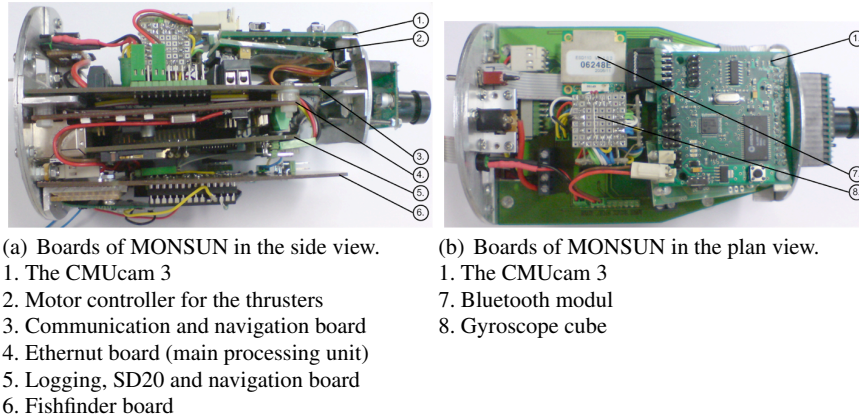 1.
2.
3.
4.
5.
6.
06248E
1.
7.
8.
(a) Boards of MONSUN in the side view.
1. The CMUcam 3
2. Motor controller for the thrusters
3. Communication and navigation board
4. Ethernut board (main processing unit)
5. Logging, SD20 and navigation board
6. Fishfinder board
(b) Boards of MONSUN in the plan view.
1. The CMUcam 3
7. Bluetooth modul
8. Gyroscope cube